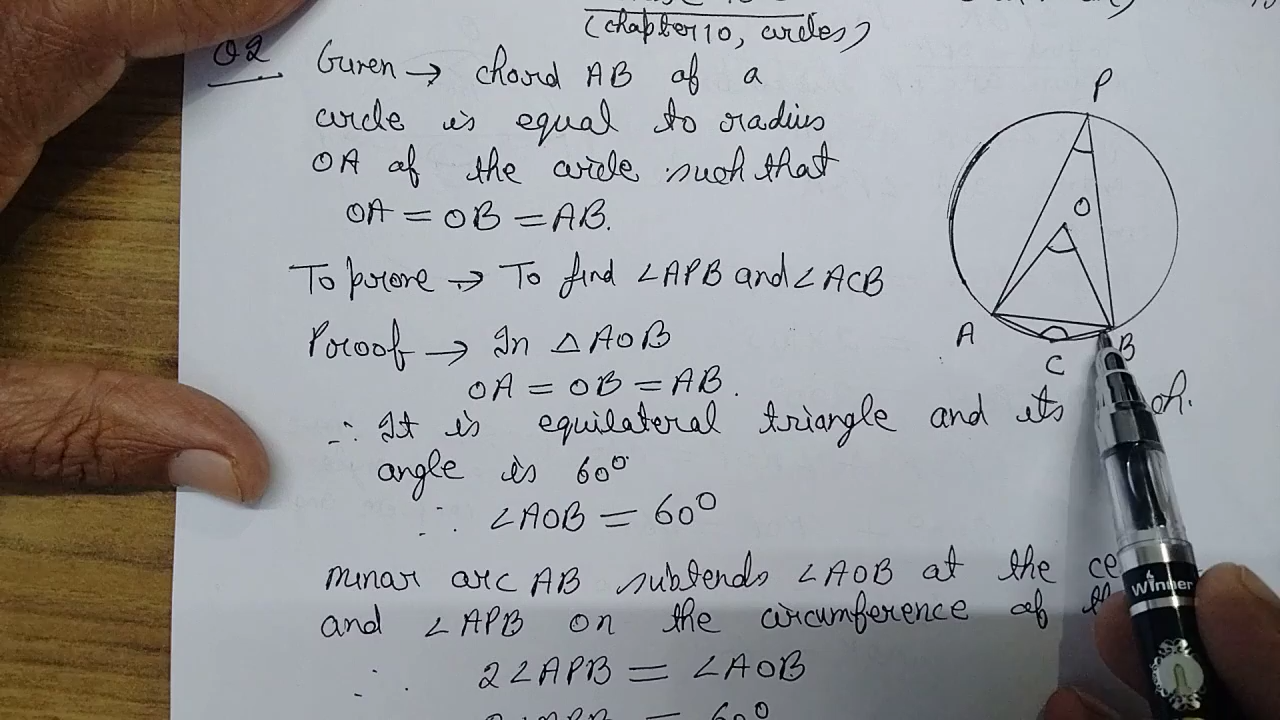 (chapter 10, circles)
Q2 Given → chord AB of a
circle is equal to radius
OA of the circle such that
OA = OB = AB.
To prove → To find ∠APB and ∠ACB
Proof → In △AOB
OA = OB = AB.
∴ It is equilateral triangle and its
angle is 60°
∴ ∠AOB = 60°
minor arc AB subtends ∠AOB at the
and ∠APB on the circumference of
∴ 2∠APB = ∠AOB
= 60°
P
O
A
B
C
Winner